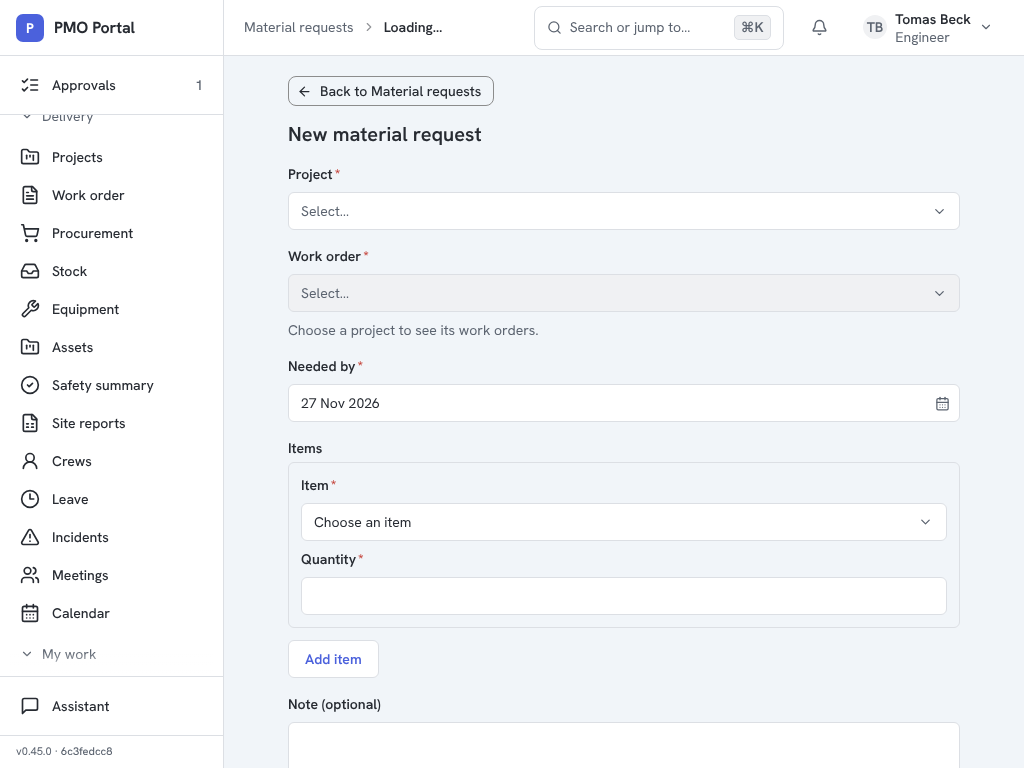 P PMO Portal
Material requests > Loading...
Search or jump to... ⌘K
TB Tomas Beck
Engineer
Approvals 1
Delivery
Projects
Work order
Procurement
Stock
Equipment
Assets
Safety summary
Site reports
Crews
Leave
Incidents
Meetings
Calendar
My work
Assistant
v0.45.0 · 6c3fedcc8
Back to Material requests
New material request
Project *
Select...
Work order *
Select...
Choose a project to see its work orders.
Needed by *
27 Nov 2026
Items
Item *
Choose an item
Quantity *
Add item
Note (optional)